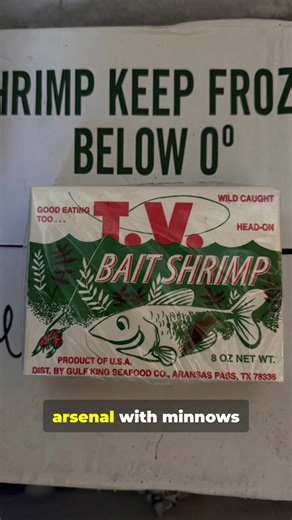 HRIMP KEEP FROZ
BELOW 0°
GOOD EATING
TOO . . .
T.V.
WILD CAUGHT
HEAD-ON
BAIT SHRIMP
PRODUCT OF U.S.A.
8 OZ NET WT.
DIST. BY GULF KING SEAFOOD CO., ARANSAS PASS, TX 78336
arsenal with minnows